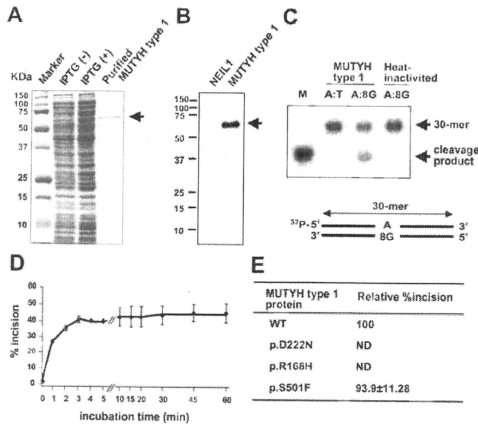 A
KDa
Marker
IPTG (-)
IPTG (+)
Purified
MUTYH type 1
150
100
75
50
37
25
20
15
10
B
NEIL1
MUTYH type 1
150
100
75
50
37
25
15
10
C
MUTYH
type 1
Heat-
inactivited
M
A:T
A:8G
A:8G
30-mer
cleavage
product
30-mer
32P-5'
A
3'
3'
8G
5'
D
% incision
60
50
40
30
20
10
0
0
1
2
3
4
5
10
15
20
30
45
60
incubation time (min)
E
MUTYH type 1
protein
Relative %incision
WT
100
p.D222N
ND
p.R168H
ND
p.S501F
93.9±11.28